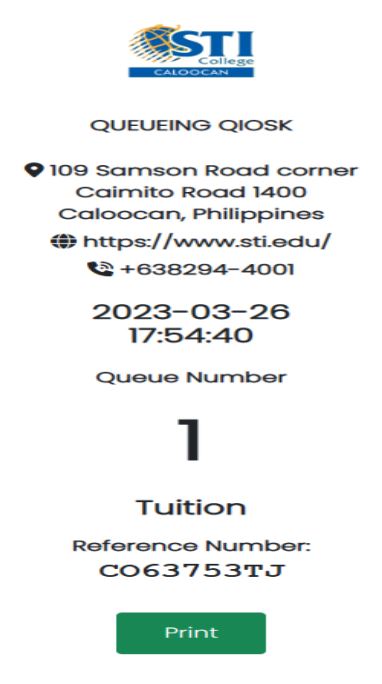 STI
College
CALOOCAN
QUEUEING QIOSK
109 Samson Road corner
Caimito Road 1400
Caloocan, Philippines
https://www.sti.edu/
+638294-4001
2023-03-26
17:54:40
Queue Number
1
Tuition
Reference Number:
CO63753TJ
Print